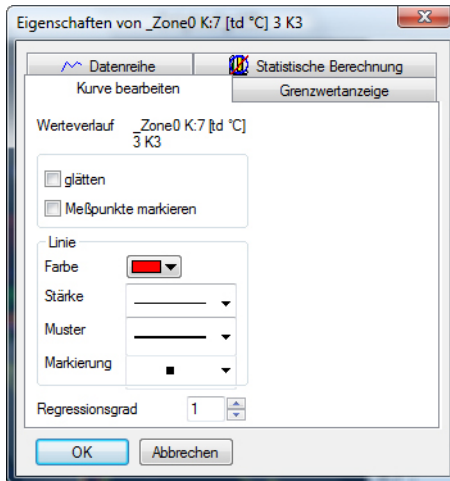 Eigenschaften von _Zone0 K:7 [td °C] 3 K3
Datenreihe
Statistische Berechnung
Kurve bearbeiten
Grenzwertanzeige
Werteverlauf _Zone0 K:7 [td °C]
3 K3
glätten
Meßpunkte markieren
Linie
Farbe
Stärke
Muster
Markierung
Regressionsgrad 1
OK Abbrechen